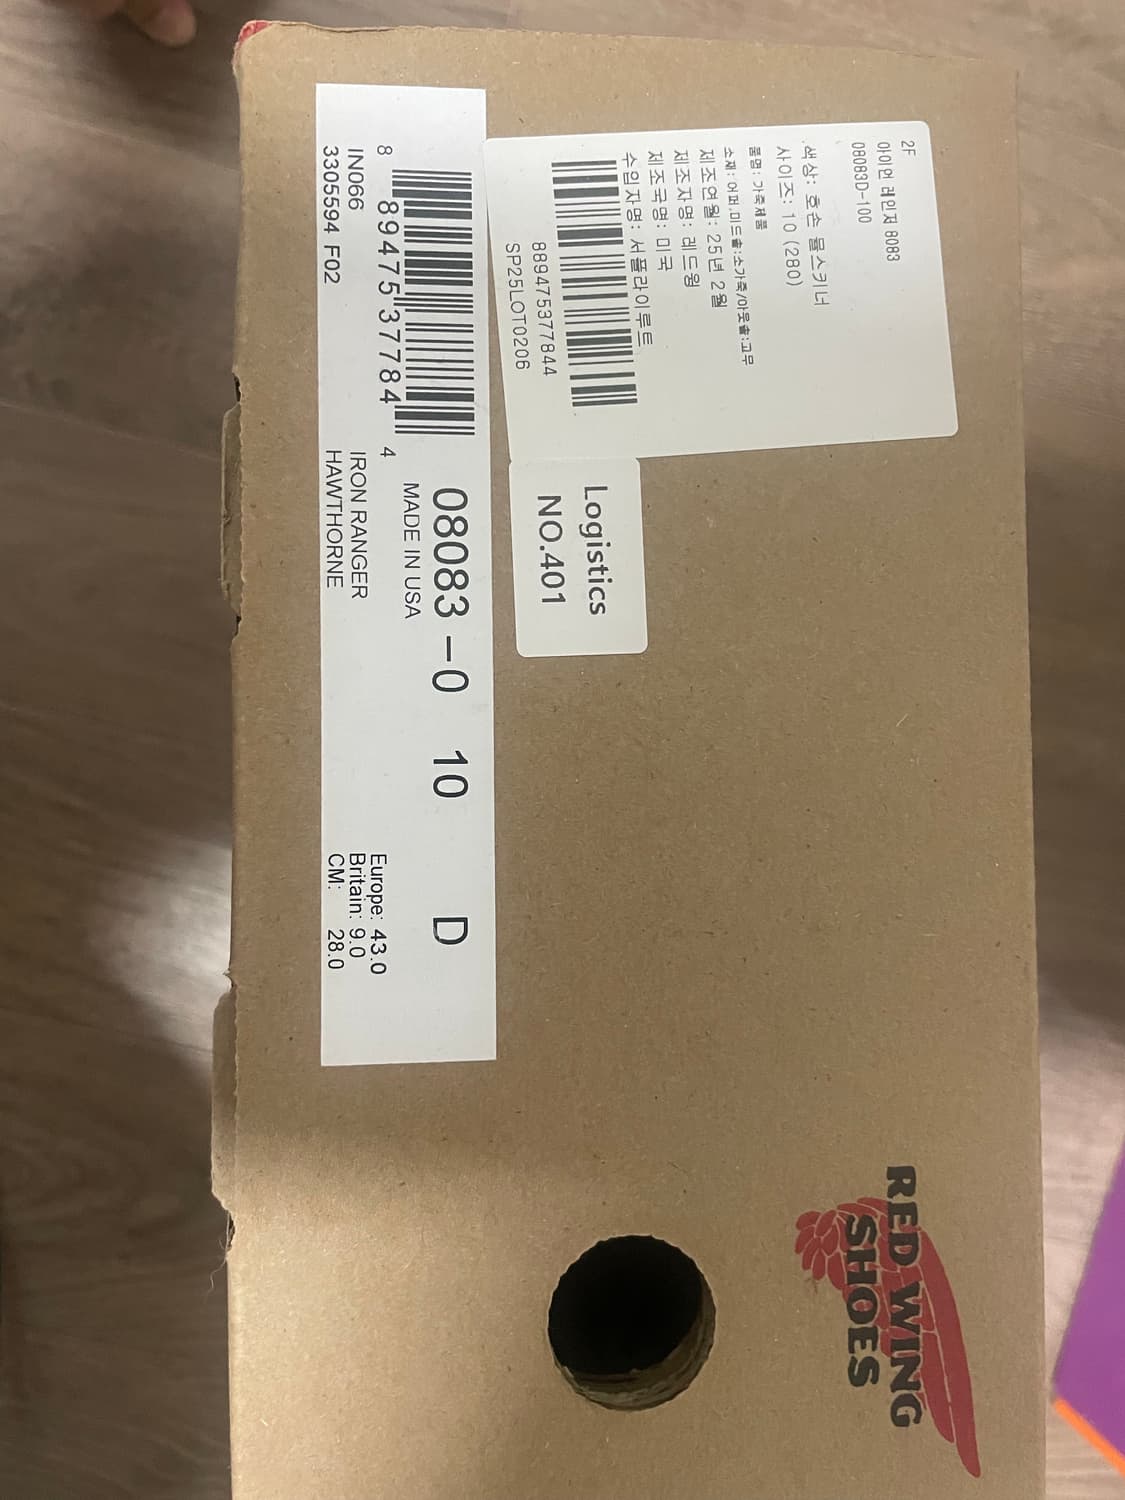 2F
아이언 레인저 8083
08083D-100
색상: 호손 물스키너
사이즈: 10 (280)
품명: 가죽제품
소재: 어퍼.미드솔:소가죽/아웃솔:고무
제조연월: 25년 2월
제조자명: 레드윙
제조국명: 미국
수입자명: 서플라이루트
889475377844
SP25LOT0206
Logistics
NO.401
08083 -0 10 D
MADE IN USA
8 89475 37784 4
IN066
3305594 F02
IRON RANGER
HAWTHORNE
Europe: 43.0
Britain: 9.0
CM: 28.0
RED WING
SHOES